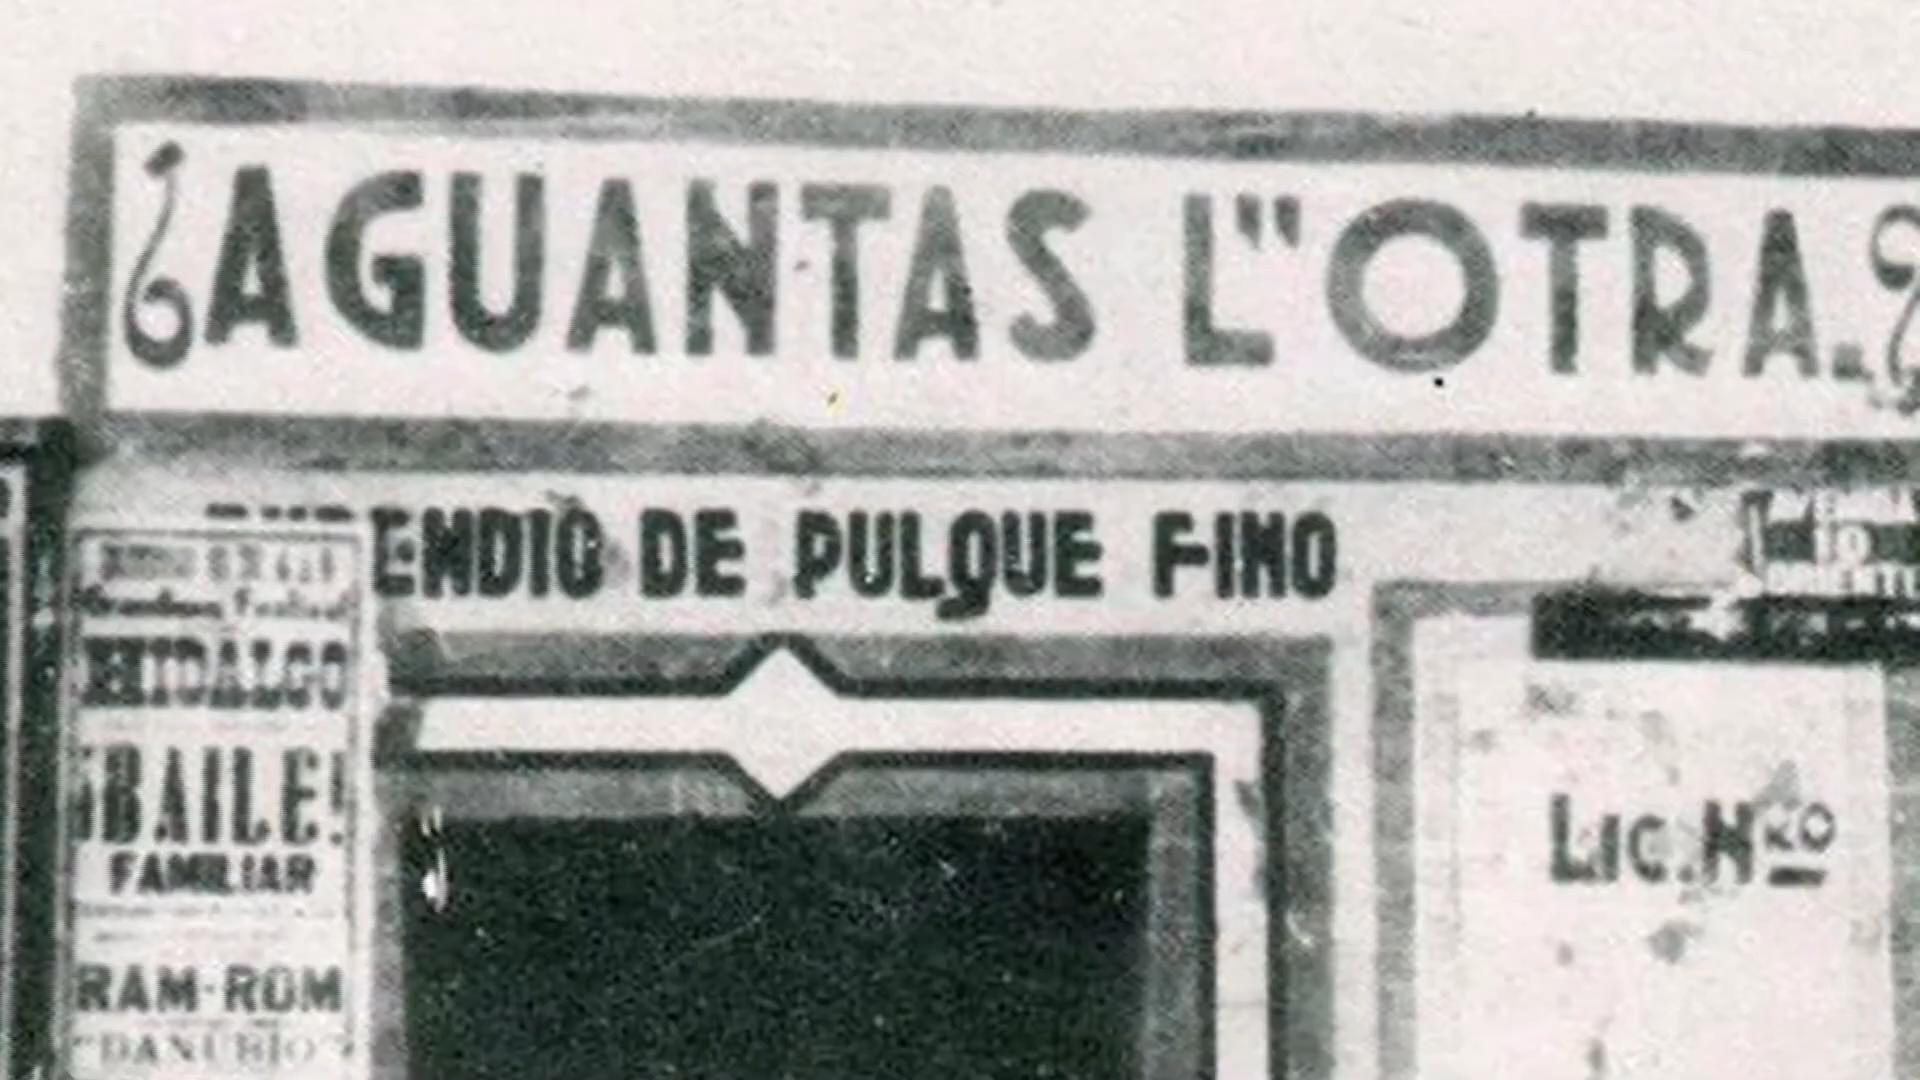 ¿AGUANTAS L"OTRA.?
ENDIO DE PULQUE FINO
HIDALGO
¡BAILE!
FAMILIAR
RAM-ROM
"DANUBIO"
LIC. NRO